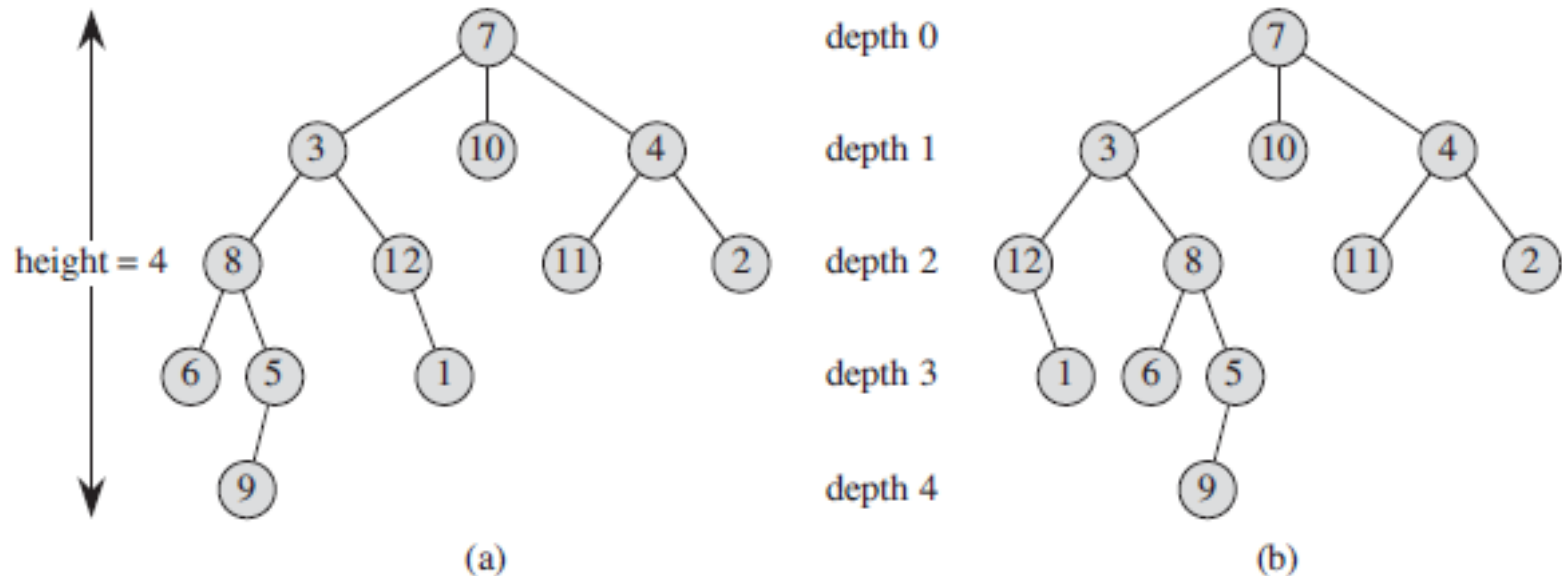 7 depth 0 7
3 10 4 depth 1 3 10 4
height = 4 8 12 11 2 depth 2 12 8 11 2
6 5 1 depth 3 1 6 5
9 depth 4 9
(a) (b)